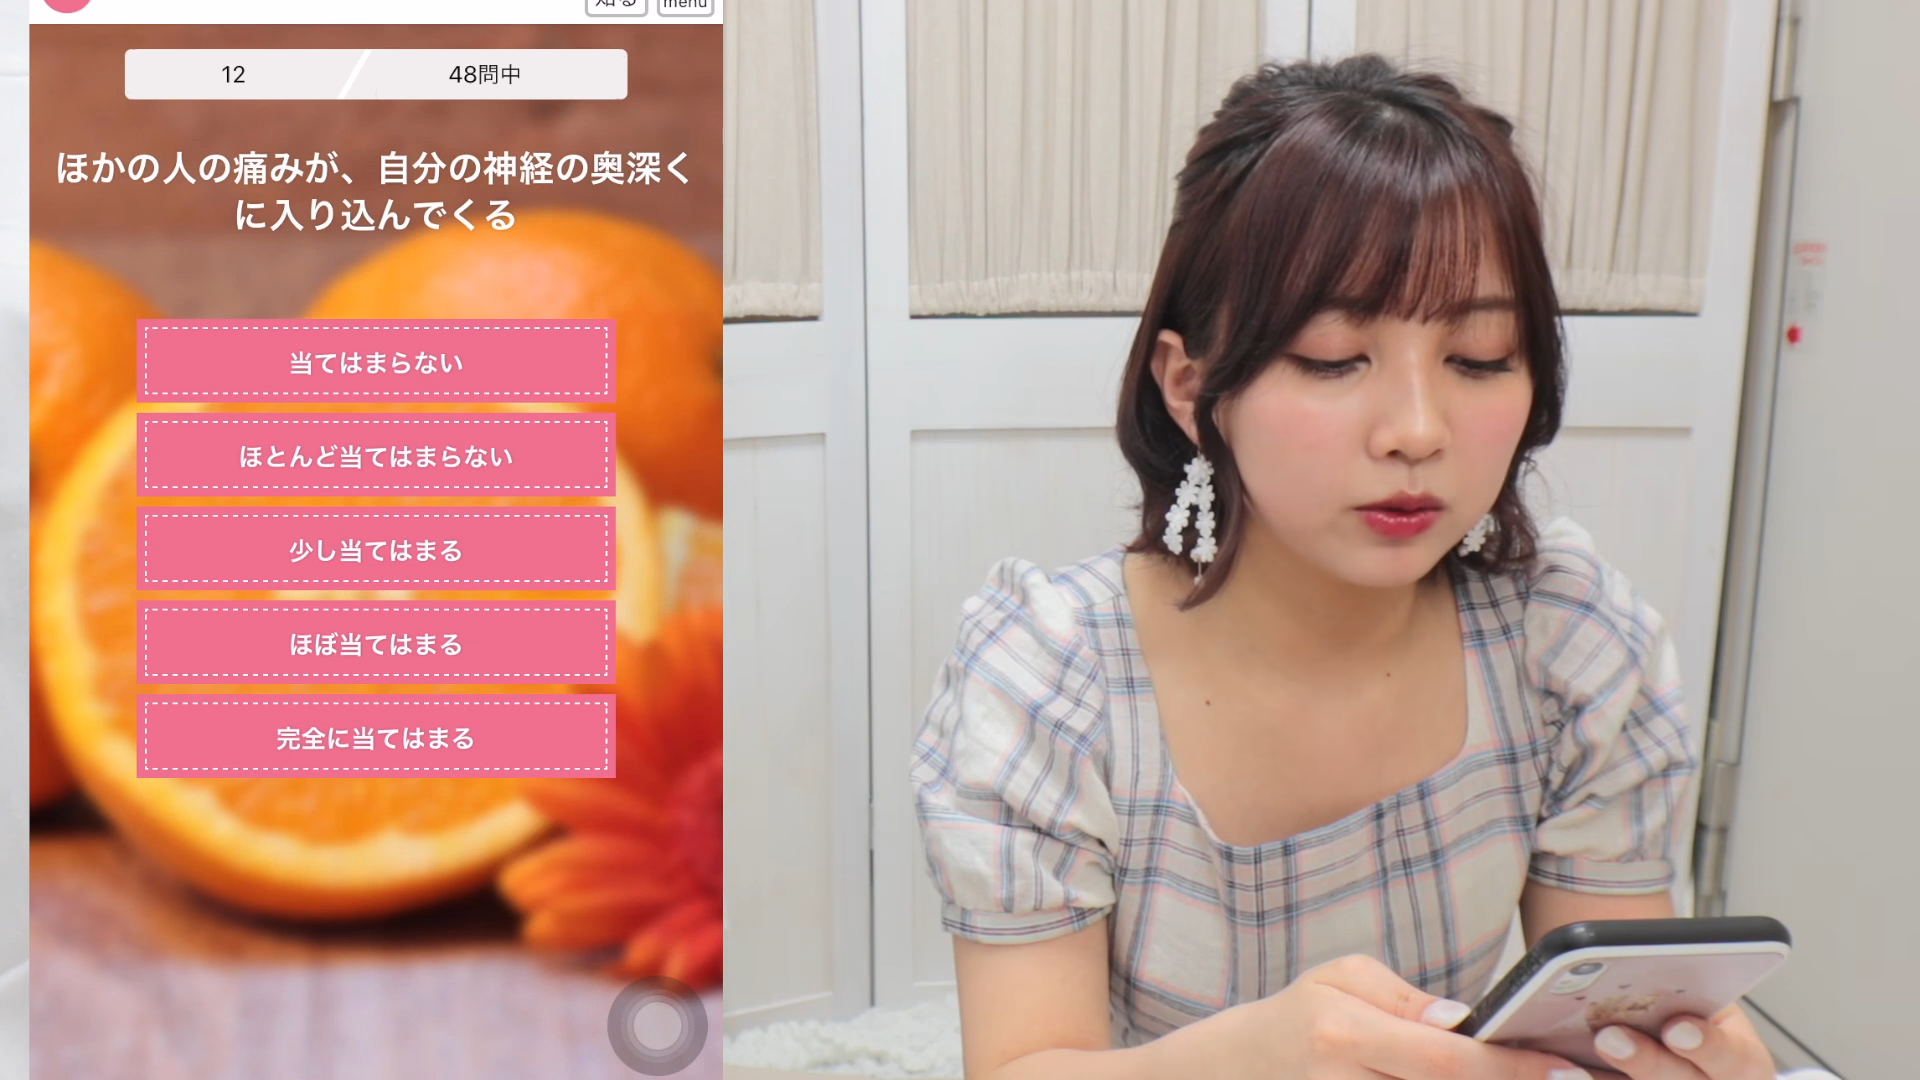 知る
menu
12
48問中
ほかの人の痛みが、自分の神経の奥深く
に入り込んでくる
当てはまらない
ほとんど当てはまらない
少し当てはまる
ほぼ当てはまる
完全に当てはまる